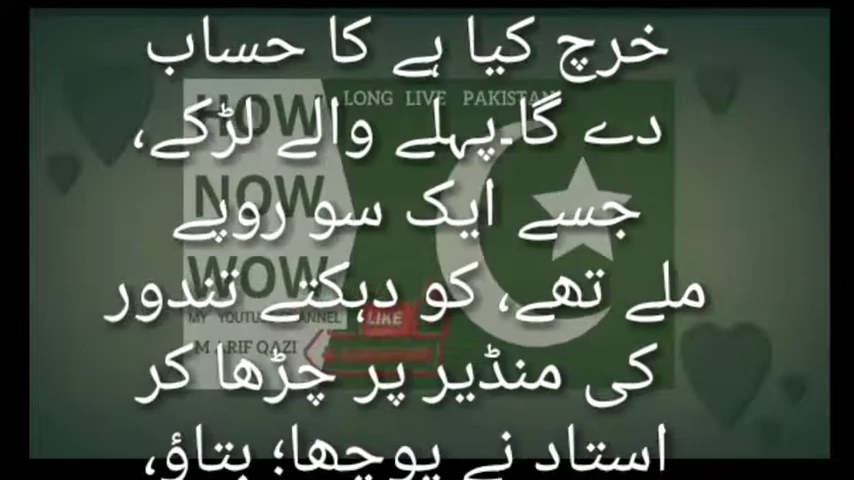 خرچ کیا ہے کا حساب
دے گا۔پہلے والے لڑکے،
جسے ایک سو روپے
ملے تھے، کو دہکتے تندور
کی منڈیر پر چڑھا کر
استاد نے پوچھا؛ بتاؤ،
LONG LIVE PAKISTAN
HOW
NOW
WOW
MY YOUTUBE CHANNEL
M ARIF QAZI
LIKE